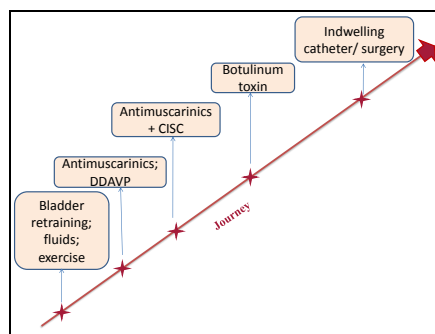 Indwelling
catheter/ surgery
Botulinum
toxin
Antimuscarinics
+ CISC
Antimuscarinics;
DDAVP
Bladder
retraining;
fluids;
exercise
Journey